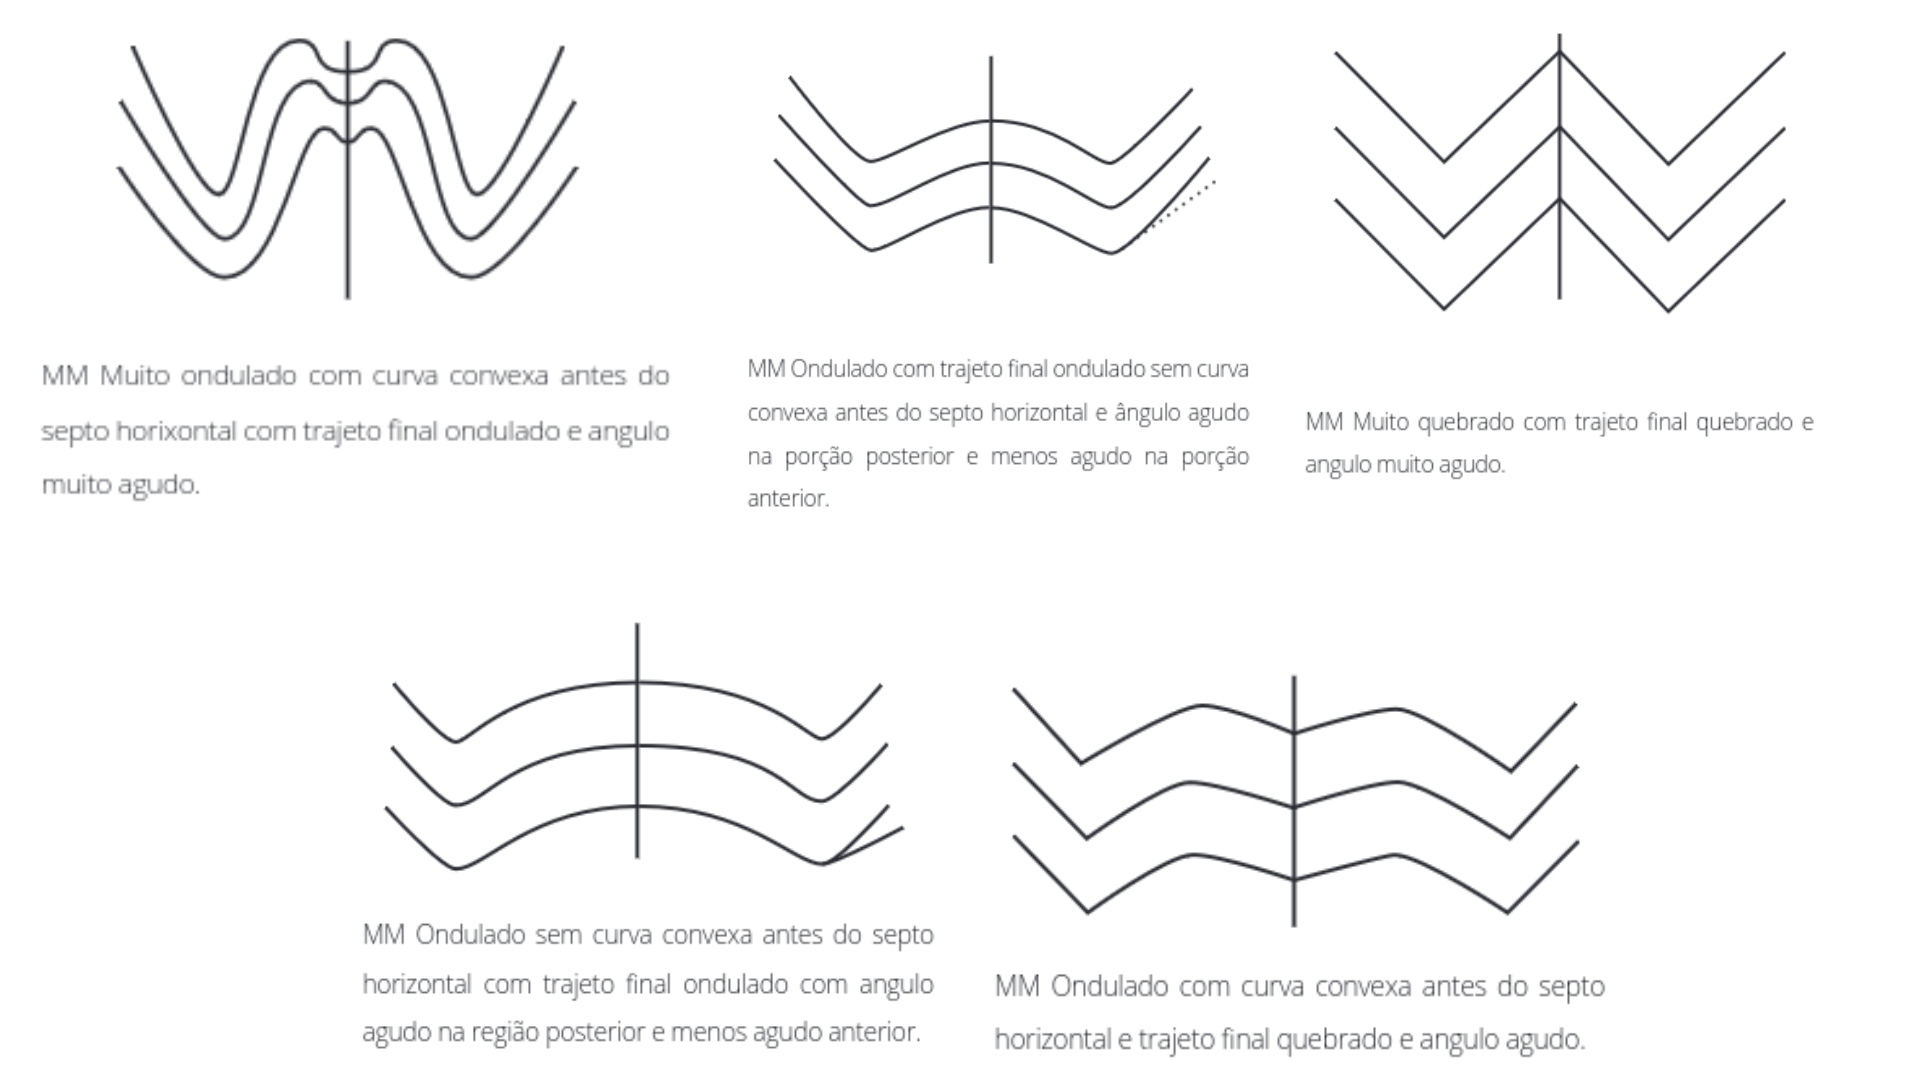 MM Muito ondulado com curva convexa antes do
septo horixontal com trajeto final ondulado e angulo
muito agudo.
MM Ondulado com trajeto final ondulado sem curva
convexa antes do septo horizontal e ângulo agudo
na porção posterior e menos agudo na porção
anterior.
MM Muito quebrado com trajeto final quebrado e
angulo muito agudo.
MM Ondulado sem curva convexa antes do septo
horizontal com trajeto final ondulado com angulo
agudo na região posterior e menos agudo anterior.
MM Ondulado com curva convexa antes do septo
horizontal e trajeto final quebrado e angulo agudo.